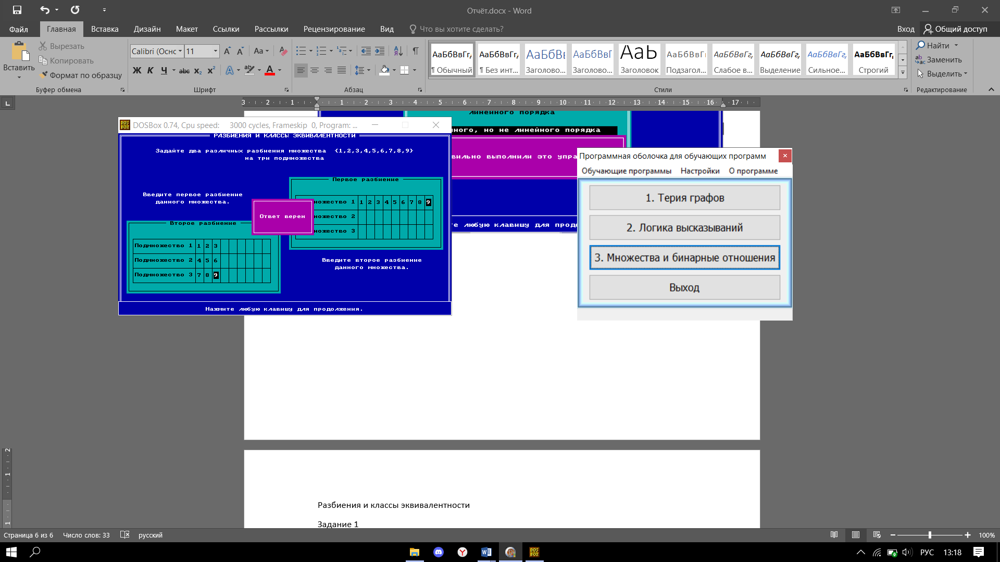 Отчёт.docx - Word
Файл Главная Вставка Дизайн Макет Ссылки Рассылки Рецензирование Вид Что вы хотите сделать? Вход Общий доступ
Вставить
Вырезать
Копировать
Формат по образцу
Буфер обмена
Calibri (Оснс 11
Aa
Ж К Ч abc x₂ x²
Шрифт
Абзац
АаБбВвГг, АаБбВвГг, АаБбВв АаБбВвГ АаЬ АаБбВвГг АаБбВвГг, АаБбВвГг, АаБбВвГг, АаБбВвГг,
¶ Обычный ¶ Без инт... Заголово... Заголово... Заголовок Подзагол... Слабое в... Выделение Сильное... Строгий
Стили
Найти
Заменить
Выделить
Редактирование
3 2 1 1 2 3 4 5 6 7 8 9 10 11 12 13 14 15 16 17
линейного порядка
ного, но не линейного порядка
вильно выполнили это упра
те любую клавишу для продо
DOSBox 0.74, Cpu speed: 3000 cycles, Frameskip 0, Program: ...
РАЗБИЕНИЯ И КЛАССЫ ЭКВИВАЛЕНТНОСТИ
Задайте два различных разбиения множества {1,2,3,4,5,6,7,8,9}
на три подмножества
Введите первое разбиение
данного множества.
Первое разбиение
ножество 1 1 2 3 4 5 6 7 8 9
ножество 2
ножество 3
Ответ верен
Второе разбиение
Подмножество 1 1 2 3
Подмножество 2 4 5 6
Подмножество 3 7 8 9
Введите второе разбиение
данного множества.
Нажмите любую клавишу для продолжения.
Программная оболочка для обучающих программ
Обучающие программы Настройки О программе
1. Терия графов
2. Логика высказываний
3. Множества и бинарные отношения
Выход
Разбиения и классы эквивалентности
Задание 1
2 1 1
Страница 6 из 6 Число слов: 33 русский 100%
РУС 13:18